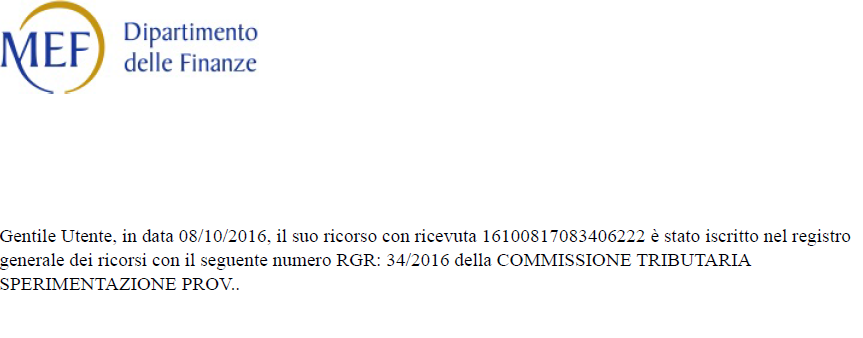 MEF
Dipartimento
delle Finanze
Gentile Utente, in data 08/10/2016, il suo ricorso con ricevuta 16100817083406222 è stato iscritto nel registro
generale dei ricorsi con il seguente numero RGR: 34/2016 della COMMISSIONE TRIBUTARIA
SPERIMENTAZIONE PROV..